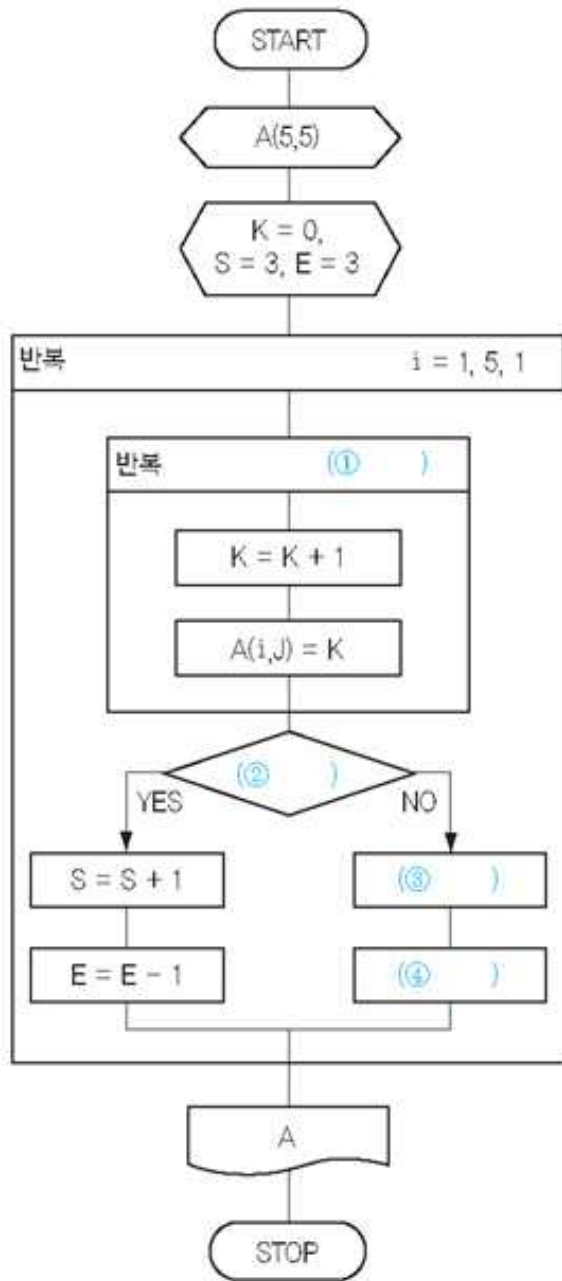 START
A(5,5)
K = 0,
S = 3, E = 3
반복 i = 1, 5, 1
반복 (① )
K = K + 1
A(i,J) = K
(② )
YES NO
S = S + 1 (③ )
E = E - 1 (④ )
A
STOP